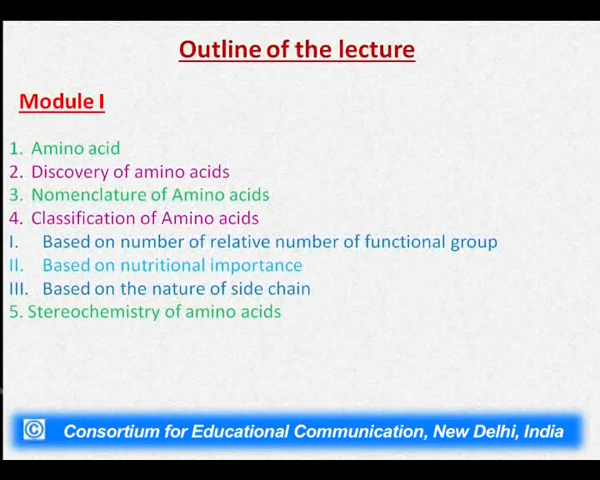 Outline of the lecture
Module I
1. Amino acid
2. Discovery of amino acids
3. Nomenclature of Amino acids
4. Classification of Amino acids
I. Based on number of relative number of functional group
II. Based on nutritional importance
III. Based on the nature of side chain
5. Stereochemistry of amino acids
© Consortium for Educational Communication, New Delhi, India